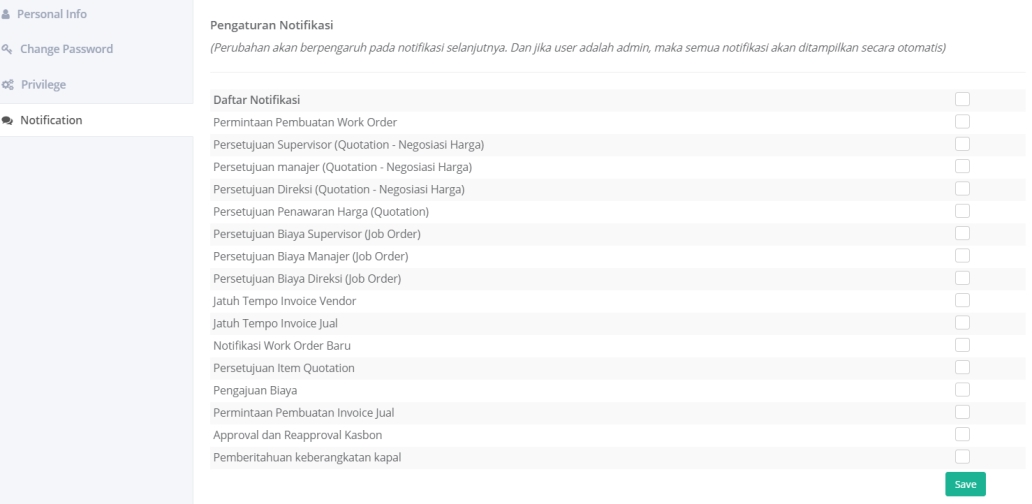 Personal Info
Change Password
Privilege
Notification
Pengaturan Notifikasi
(Perubahan akan berpengaruh pada notifikasi selanjutnya. Dan jika user adalah admin, maka semua notifikasi akan ditampilkan secara otomatis)
Daftar Notifikasi
Permintaan Pembuatan Work Order
Persetujuan Supervisor (Quotation - Negosiasi Harga)
Persetujuan manajer (Quotation - Negosiasi Harga)
Persetujuan Direksi (Quotation - Negosiasi Harga)
Persetujuan Penawaran Harga (Quotation)
Persetujuan Biaya Supervisor (Job Order)
Persetujuan Biaya Manajer (Job Order)
Persetujuan Biaya Direksi (Job Order)
Jatuh Tempo Invoice Vendor
Jatuh Tempo Invoice Jual
Notifikasi Work Order Baru
Persetujuan Item Quotation
Pengajuan Biaya
Permintaan Pembuatan Invoice Jual
Approval dan Reapproval Kasbon
Pemberitahuan keberangkatan kapal
Save